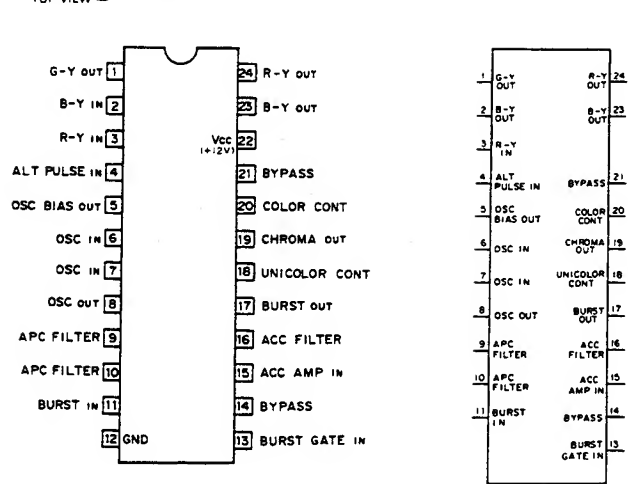 TOP VIEW
G-Y OUT 1
24 R-Y OUT
B-Y IN 2
23 B-Y OUT
R-Y IN 3
Vcc 22
(+12V)
ALT PULSE IN 4
21 BYPASS
OSC BIAS OUT 5
20 COLOR CONT
OSC IN 6
19 CHROMA OUT
OSC IN 7
18 UNICOLOR CONT
OSC OUT 8
17 BURST OUT
APC FILTER 9
16 ACC FILTER
APC FILTER 10
15 ACC AMP IN
BURST IN 11
14 BYPASS
12 GND
13 BURST GATE IN
1 G-Y
OUT
R-Y 24
OUT
2 B-Y
OUT
B-Y 23
OUT
3 R-Y
IN
4 ALT
PULSE IN
BYPASS 21
5 OSC
BIAS OUT
COLOR 20
CONT
6 OSC IN
CHROMA 19
OUT
7 OSC IN
UNICOLOR 18
CONT
8 OSC OUT
BURST 17
OUT
9 APC
FILTER
ACC 16
FILTER
10 APC
FILTER
ACC 15
AMP IN
11 BURST
IN
BYPASS 14
BURST 13
GATE IN